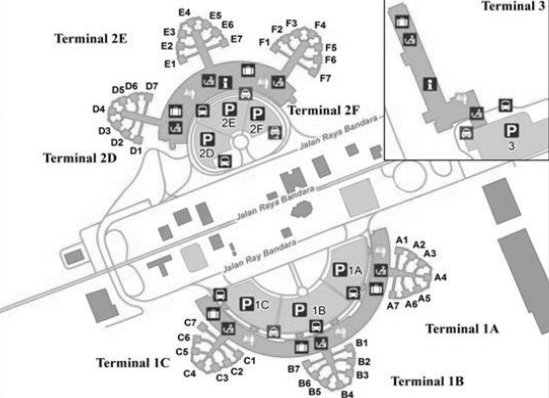 Terminal 3
E4
E5
E3
E6
E2
E7
E1
Terminal 2E
F3
F4
F2
F1
F5
F6
F7
D6
D7
D5
D4
D3
D2
D1
Terminal 2D
P
2E
P
2F
P
2D
Terminal 2F
P
3
Jalan Raya Bandara
Jalan Raya Bandara
Jalan Ray Bandara
P 1A
P 1C
P 1B
A1
A2
A3
A4
A5
A6
A7
Terminal 1A
C7
C6
C5
C4
C3
C2
C1
Terminal 1C
B1
B2
B3
B4
B5
B6
B7
Terminal 1B